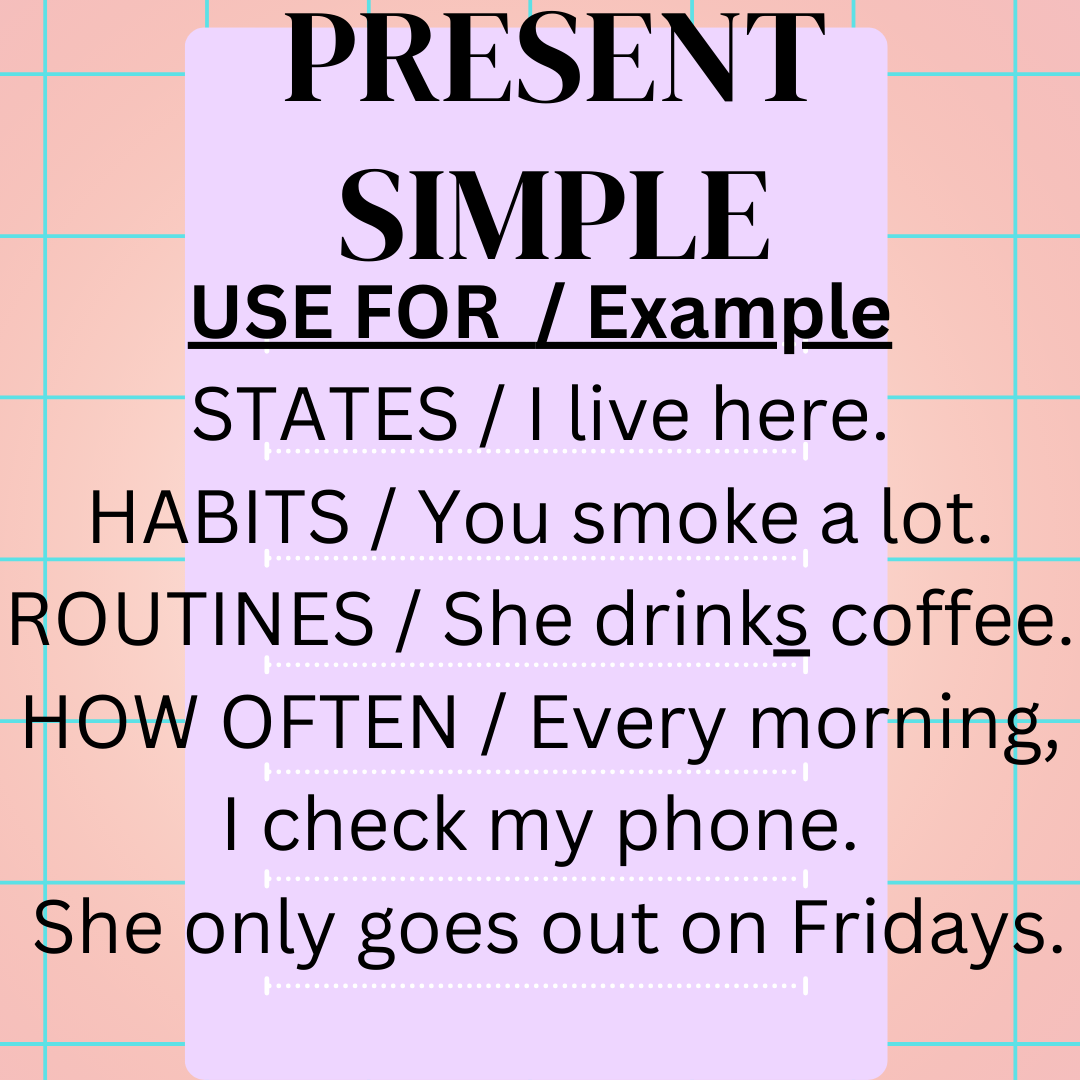 PRESENT
SIMPLE
USE FOR / Example
STATES / I live here.
HABITS / You smoke a lot.
ROUTINES / She drinks coffee.
HOW OFTEN / Every morning,
I check my phone.
She only goes out on Fridays.